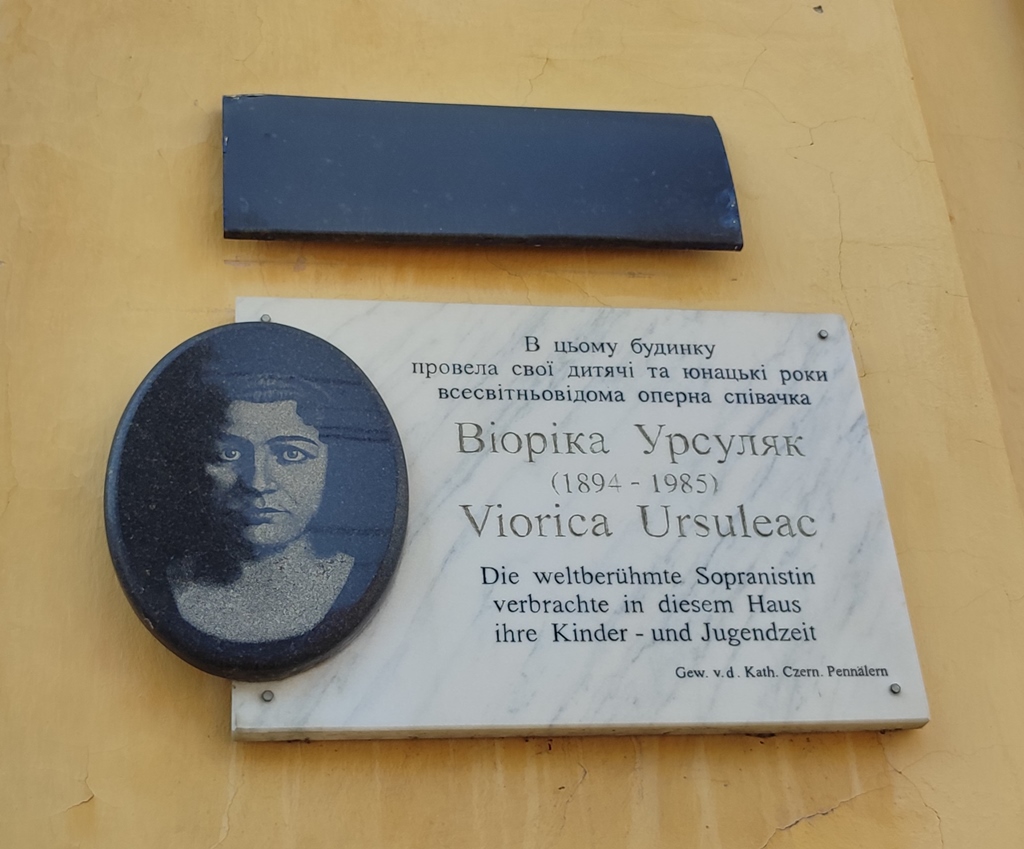 В цьому будинку
провела свої дитячі та юнацькі роки
всесвітньовідома оперна співачка
Віоріка Урсуляк
(1894 - 1985)
Viorica Ursuleac
Die weltberühmte Sopranistin
verbrachte in diesem Haus
ihre Kinder - und Jugendzeit
Gew. v. d. Kath. Czern. Pennälern